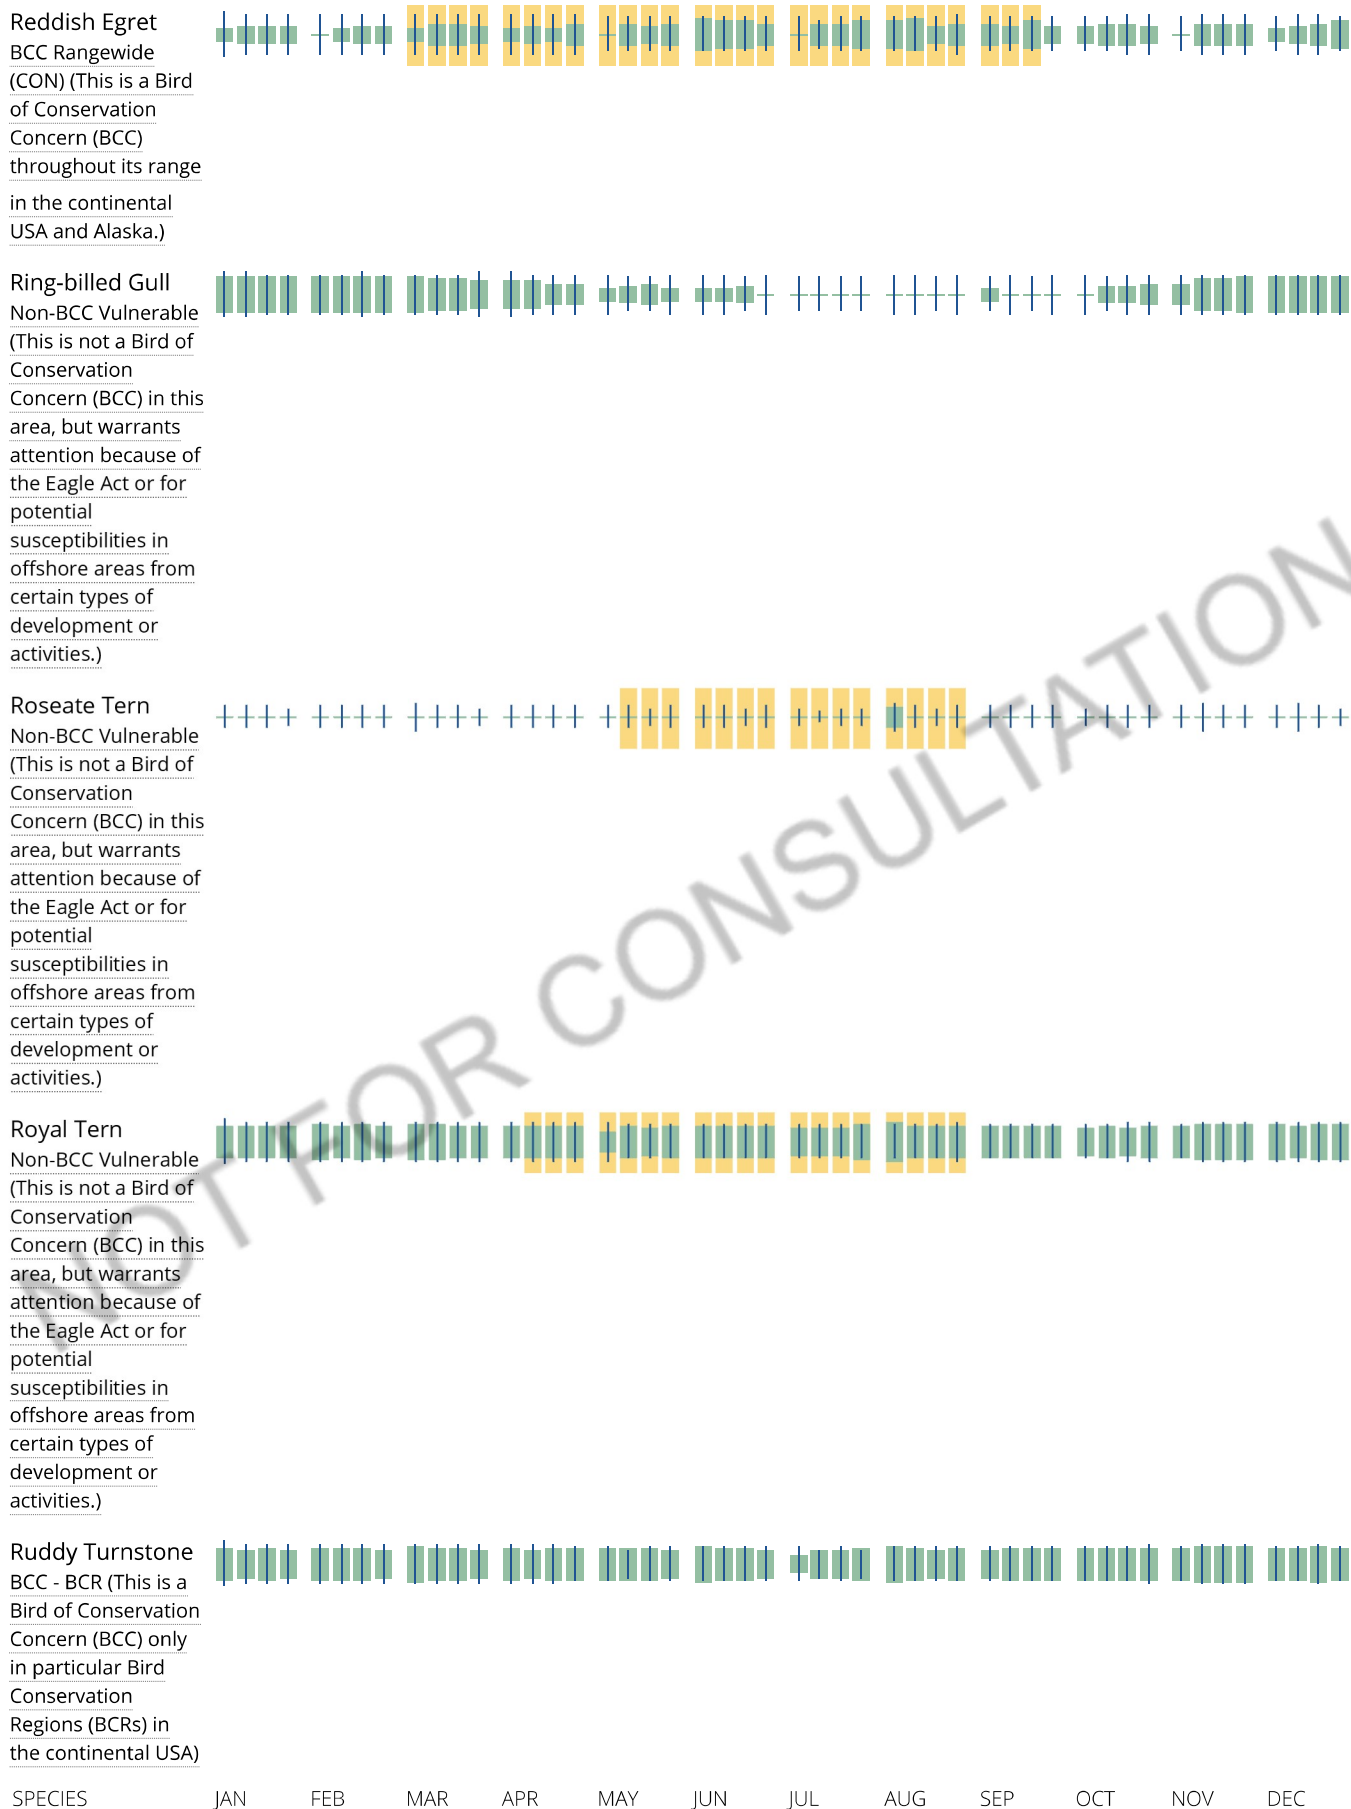 Reddish Egret
BCC Rangewide
(CON) (This is a Bird
of Conservation
Concern (BCC)
throughout its range
in the continental
USA and Alaska.)
Ring-billed Gull
Non-BCC Vulnerable
(This is not a Bird of
Conservation
Concern (BCC) in this
area, but warrants
attention because of
the Eagle Act or for
potential
susceptibilities in
offshore areas from
certain types of
development or
activities.)
Roseate Tern
Non-BCC Vulnerable
(This is not a Bird of
Conservation
Concern (BCC) in this
area, but warrants
attention because of
the Eagle Act or for
potential
susceptibilities in
offshore areas from
certain types of
development or
activities.)
Royal Tern
Non-BCC Vulnerable
(This is not a Bird of
Conservation
Concern (BCC) in this
area, but warrants
attention because of
the Eagle Act or for
potential
susceptibilities in
offshore areas from
certain types of
development or
activities.)
Ruddy Turnstone
BCC - BCR (This is a
Bird of Conservation
Concern (BCC) only
in particular Bird
Conservation
Regions (BCRs) in
the continental USA)
SPECIES JAN FEB MAR APR MAY JUN JUL AUG SEP OCT NOV DEC
NOT FOR CONSULTATION